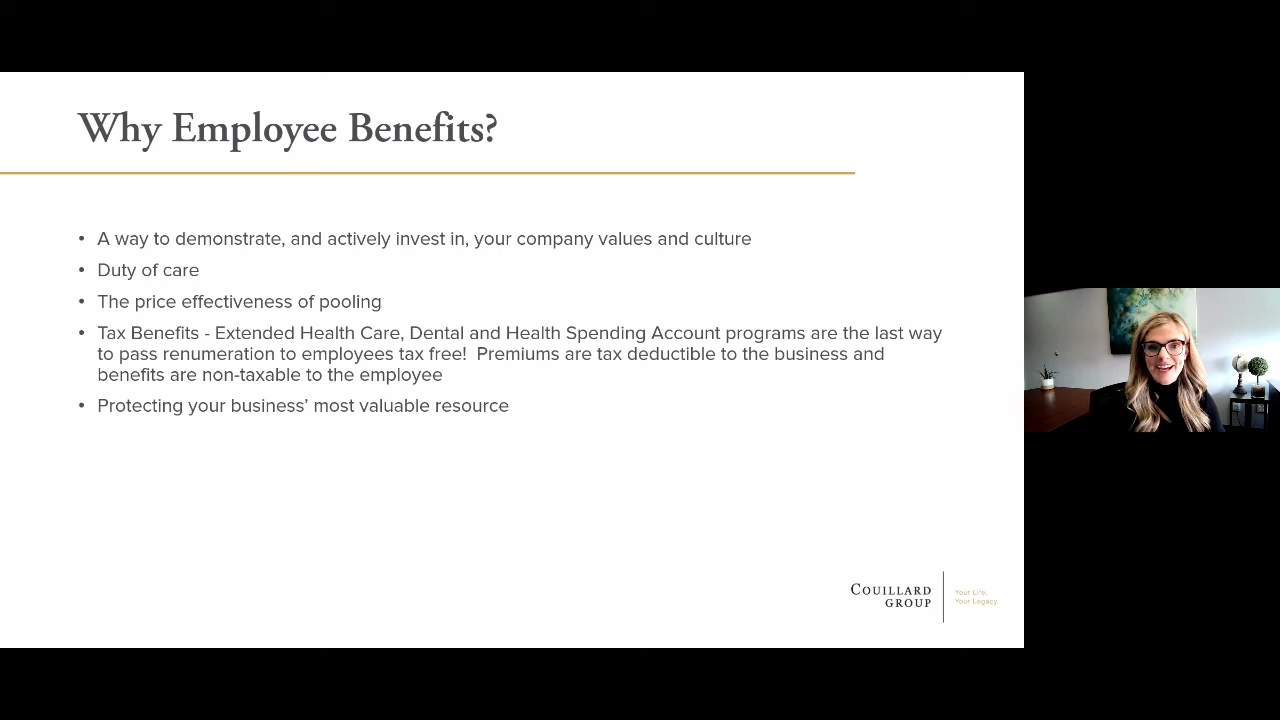 Why Employee Benefits?
• A way to demonstrate, and actively invest in, your company values and culture
• Duty of care
• The price effectiveness of pooling
• Tax Benefits - Extended Health Care, Dental and Health Spending Account programs are the last way
to pass renumeration to employees tax free!  Premiums are tax deductible to the business and
benefits are non-taxable to the employee
• Protecting your business’ most valuable resource
COUILLARD
GROUP
Your Life.
Your Legacy.